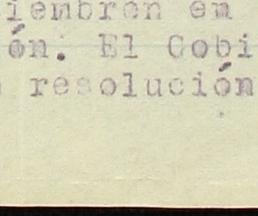 iembren en
ón. El Gobi
resolución